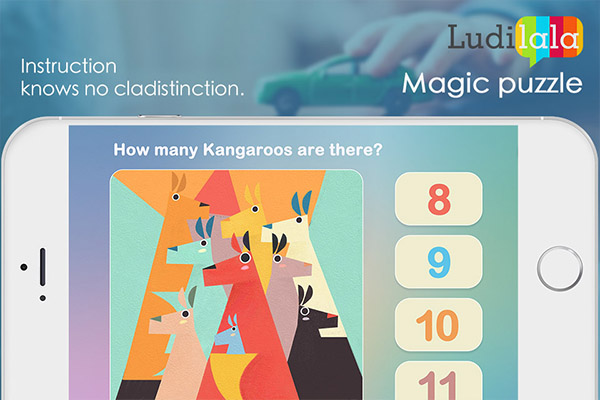 Ludilala
Instruction
knows no cladistinction.
Magic puzzle
How many Kangaroos are there?
8
9
10
11